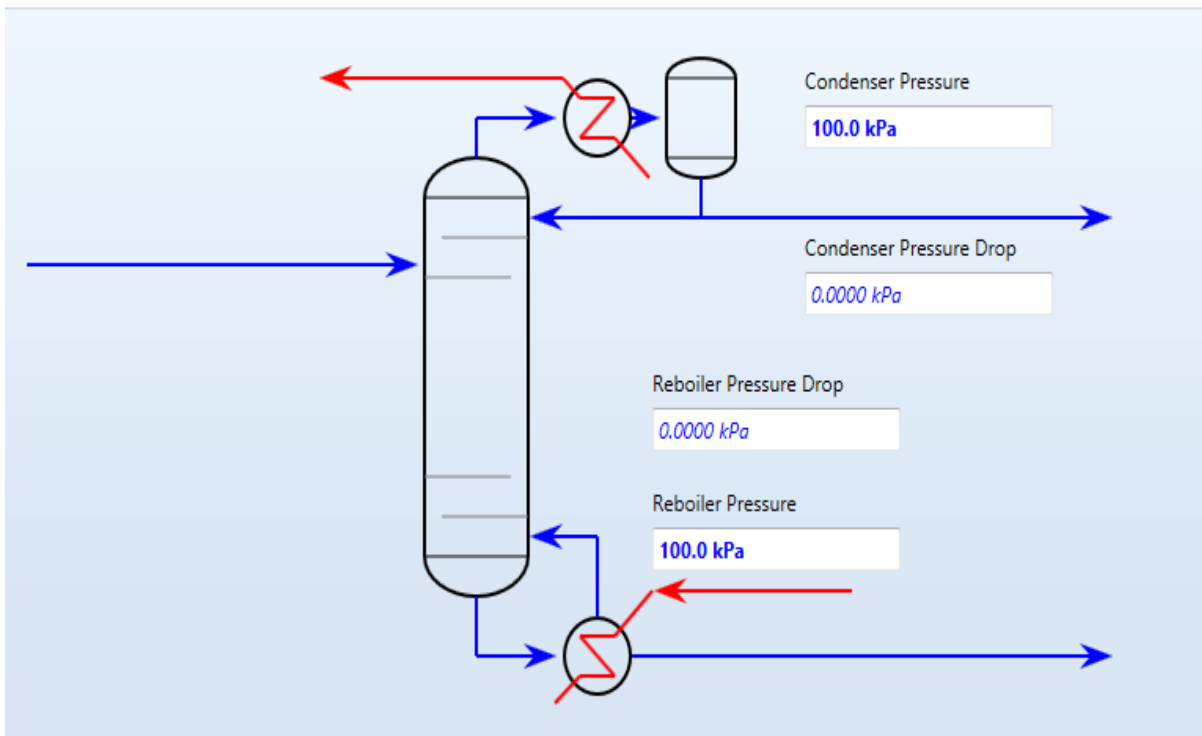 Condenser Pressure
100.0 kPa
Condenser Pressure Drop
0.0000 kPa
Reboiler Pressure Drop
0.0000 kPa
Reboiler Pressure
100.0 kPa